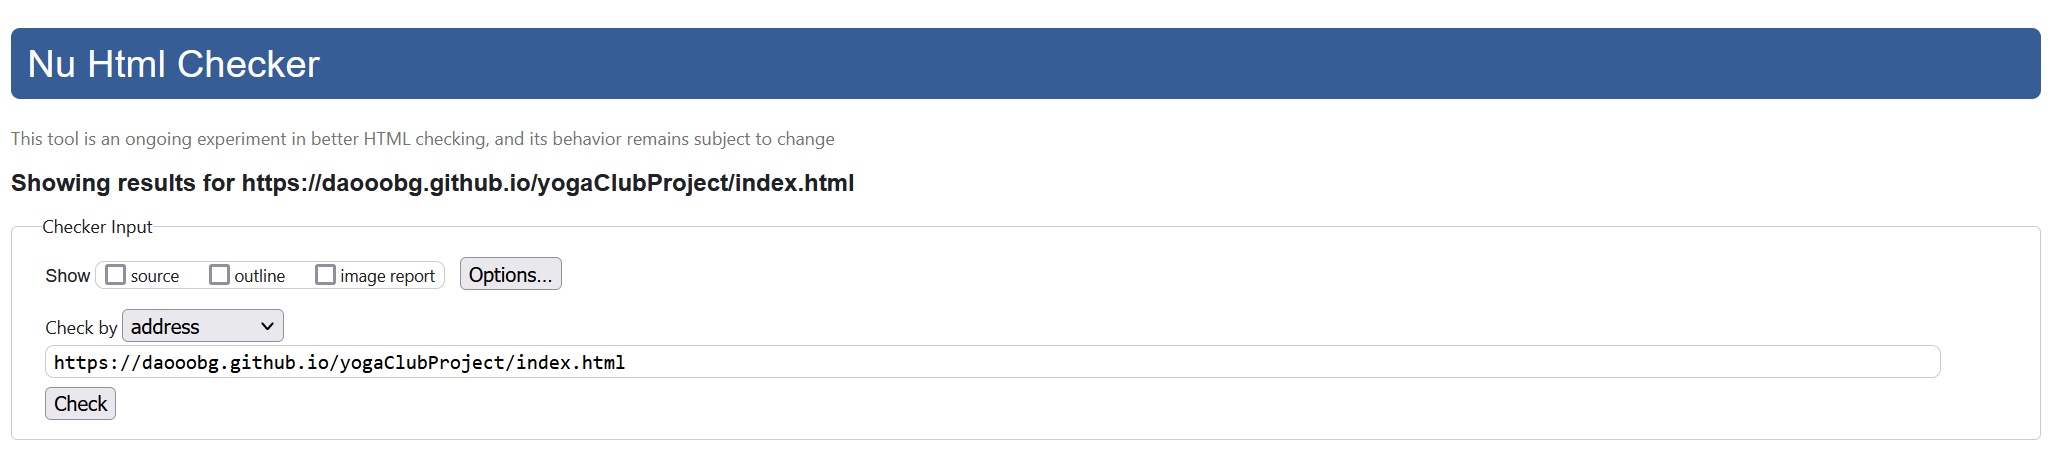 Nu Html Checker
This tool is an ongoing experiment in better HTML checking, and its behavior remains subject to change
Showing results for https://daooobg.github.io/yogaClubProject/index.html
Checker Input
Show source outline image report Options...
Check by address
https://daooobg.github.io/yogaClubProject/index.html
Check